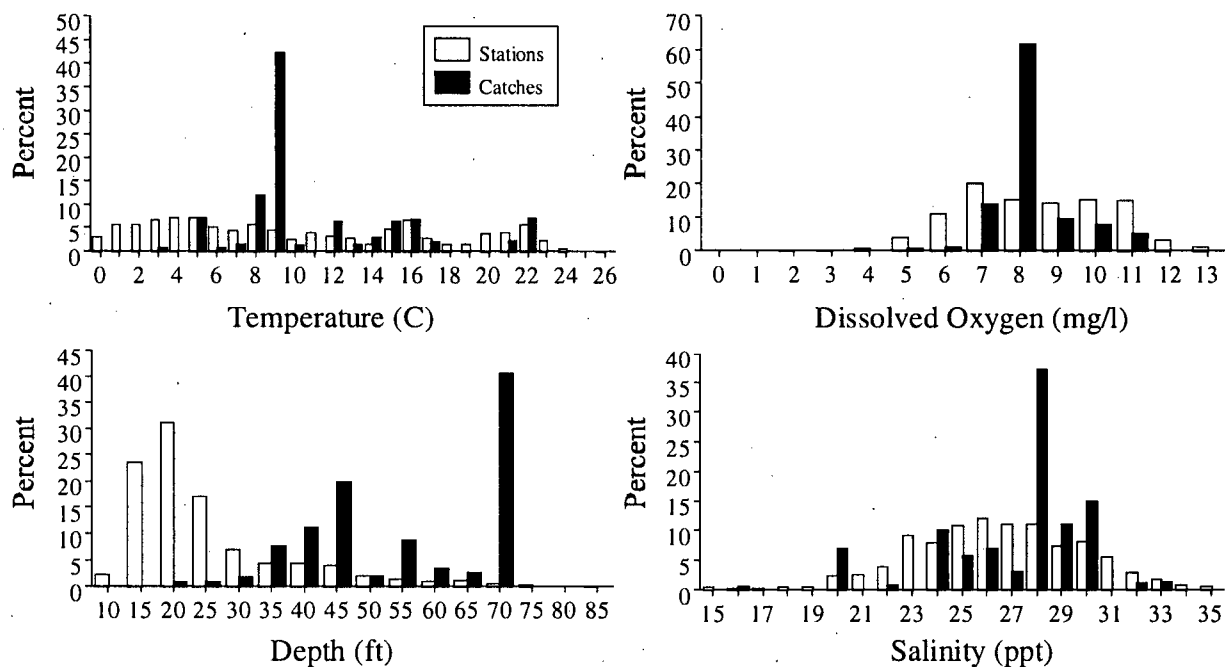 50
45
40
35
30
25
20
15
10
5
0
Percent
Stations
Catches
0 2 4 6 8 10 12 14 16 18 20 22 24 26
Temperature (C)
70
60
50
40
30
20
10
0
Percent
0 1 2 3 4 5 6 7 8 9 10 11 12 13
Dissolved Oxygen (mg/l)
45
40
35
30
25
20
15
10
5
0
Percent
10 15 20 25 30 35 40 45 50 55 60 65 70 75 80 85
Depth (ft)
40
35
30
25
20
15
10
5
0
Percent
15 17 19 21 23 25 27 29 31 33 35
Salinity (ppt)